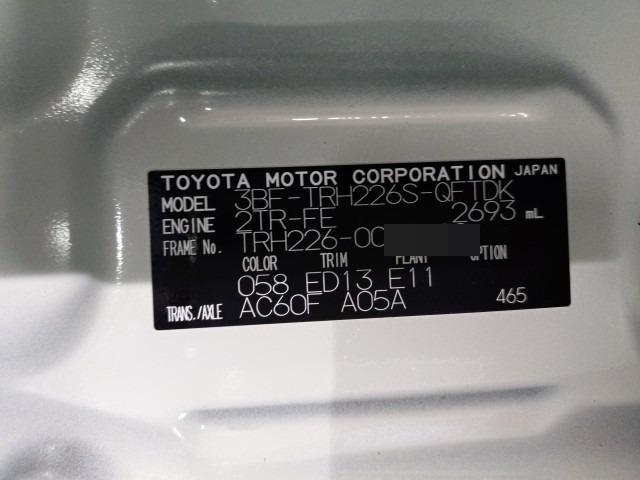 TOYOTA MOTOR CORPORATION JAPAN
MODEL 3BF-TRH226S-QFTDK
ENGINE 2TR-FE 2693 mL
FRAME No. TRH226-00
COLOR TRIM PLANT OPTION
058 ED13 E11
TRANS./AXLE AC60F A05A 465